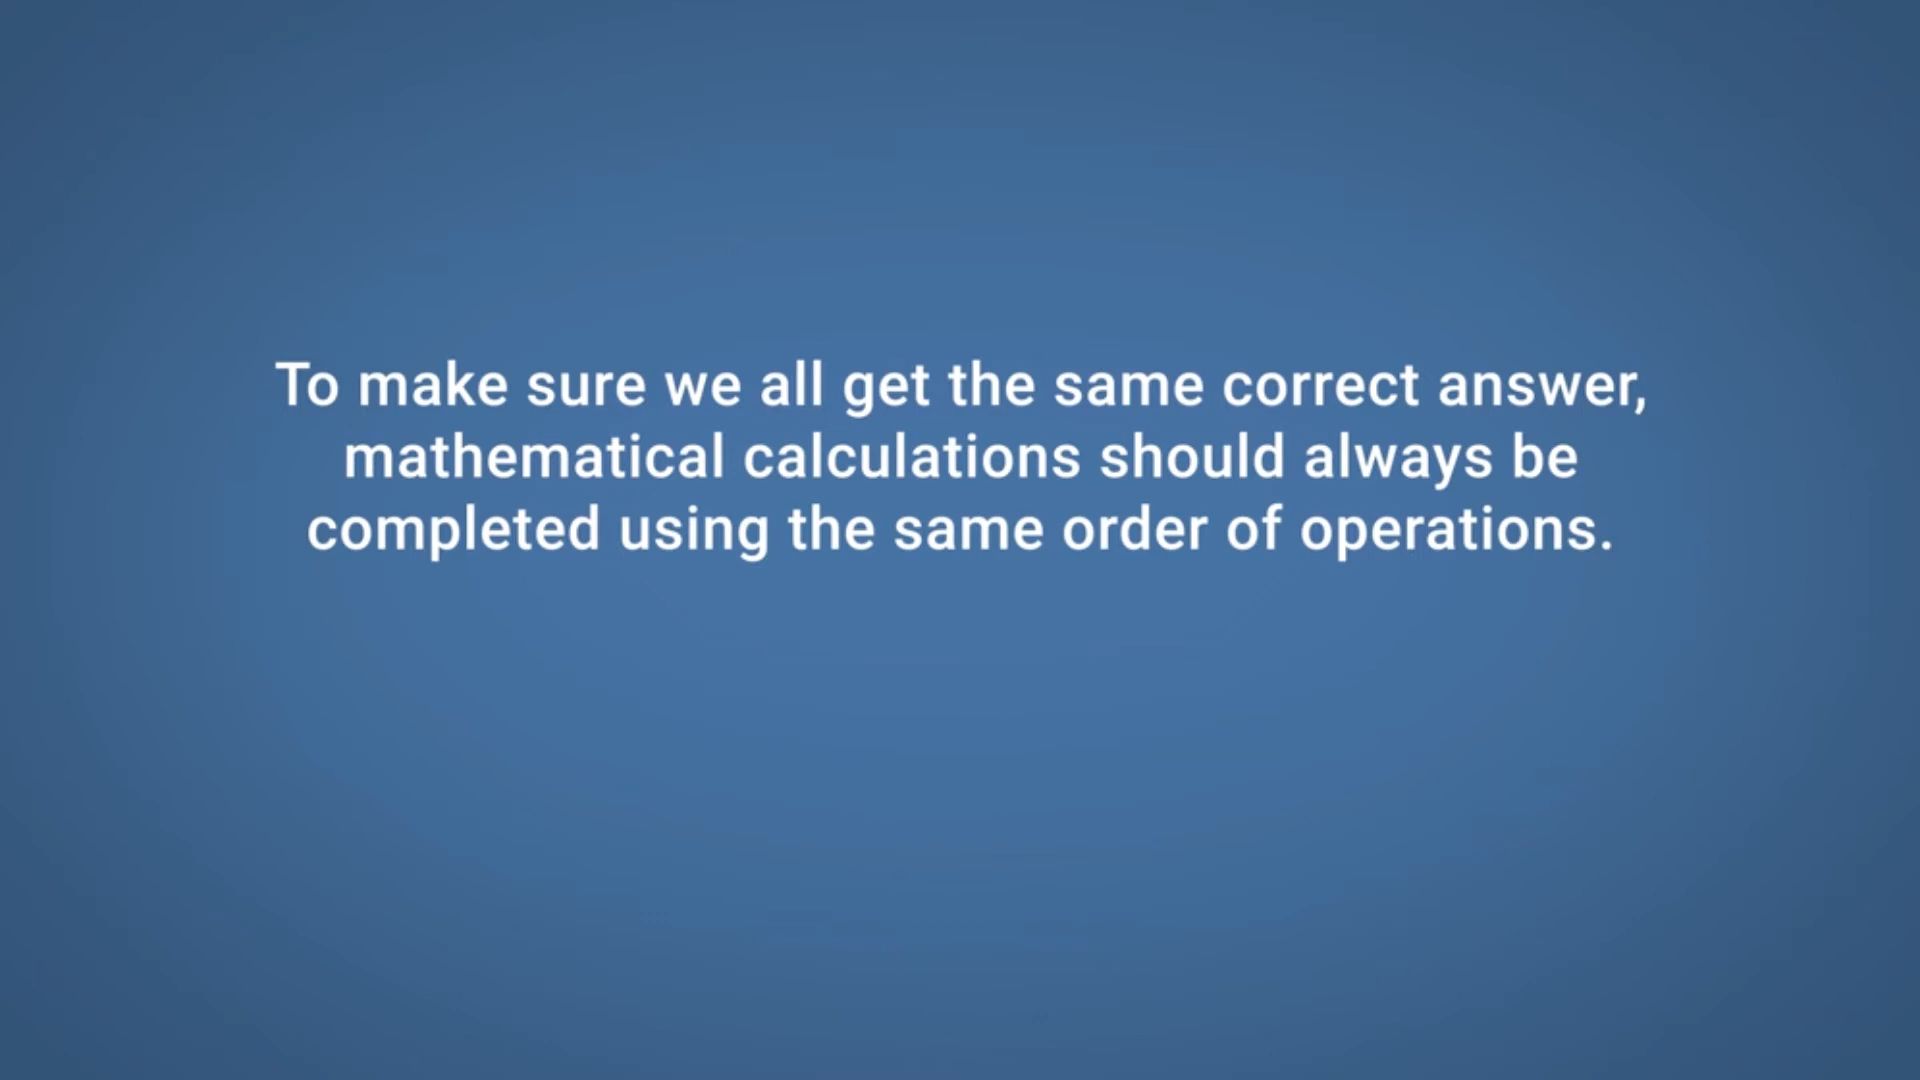 To make sure we all get the same correct answer,
mathematical calculations should always be
completed using the same order of operations.